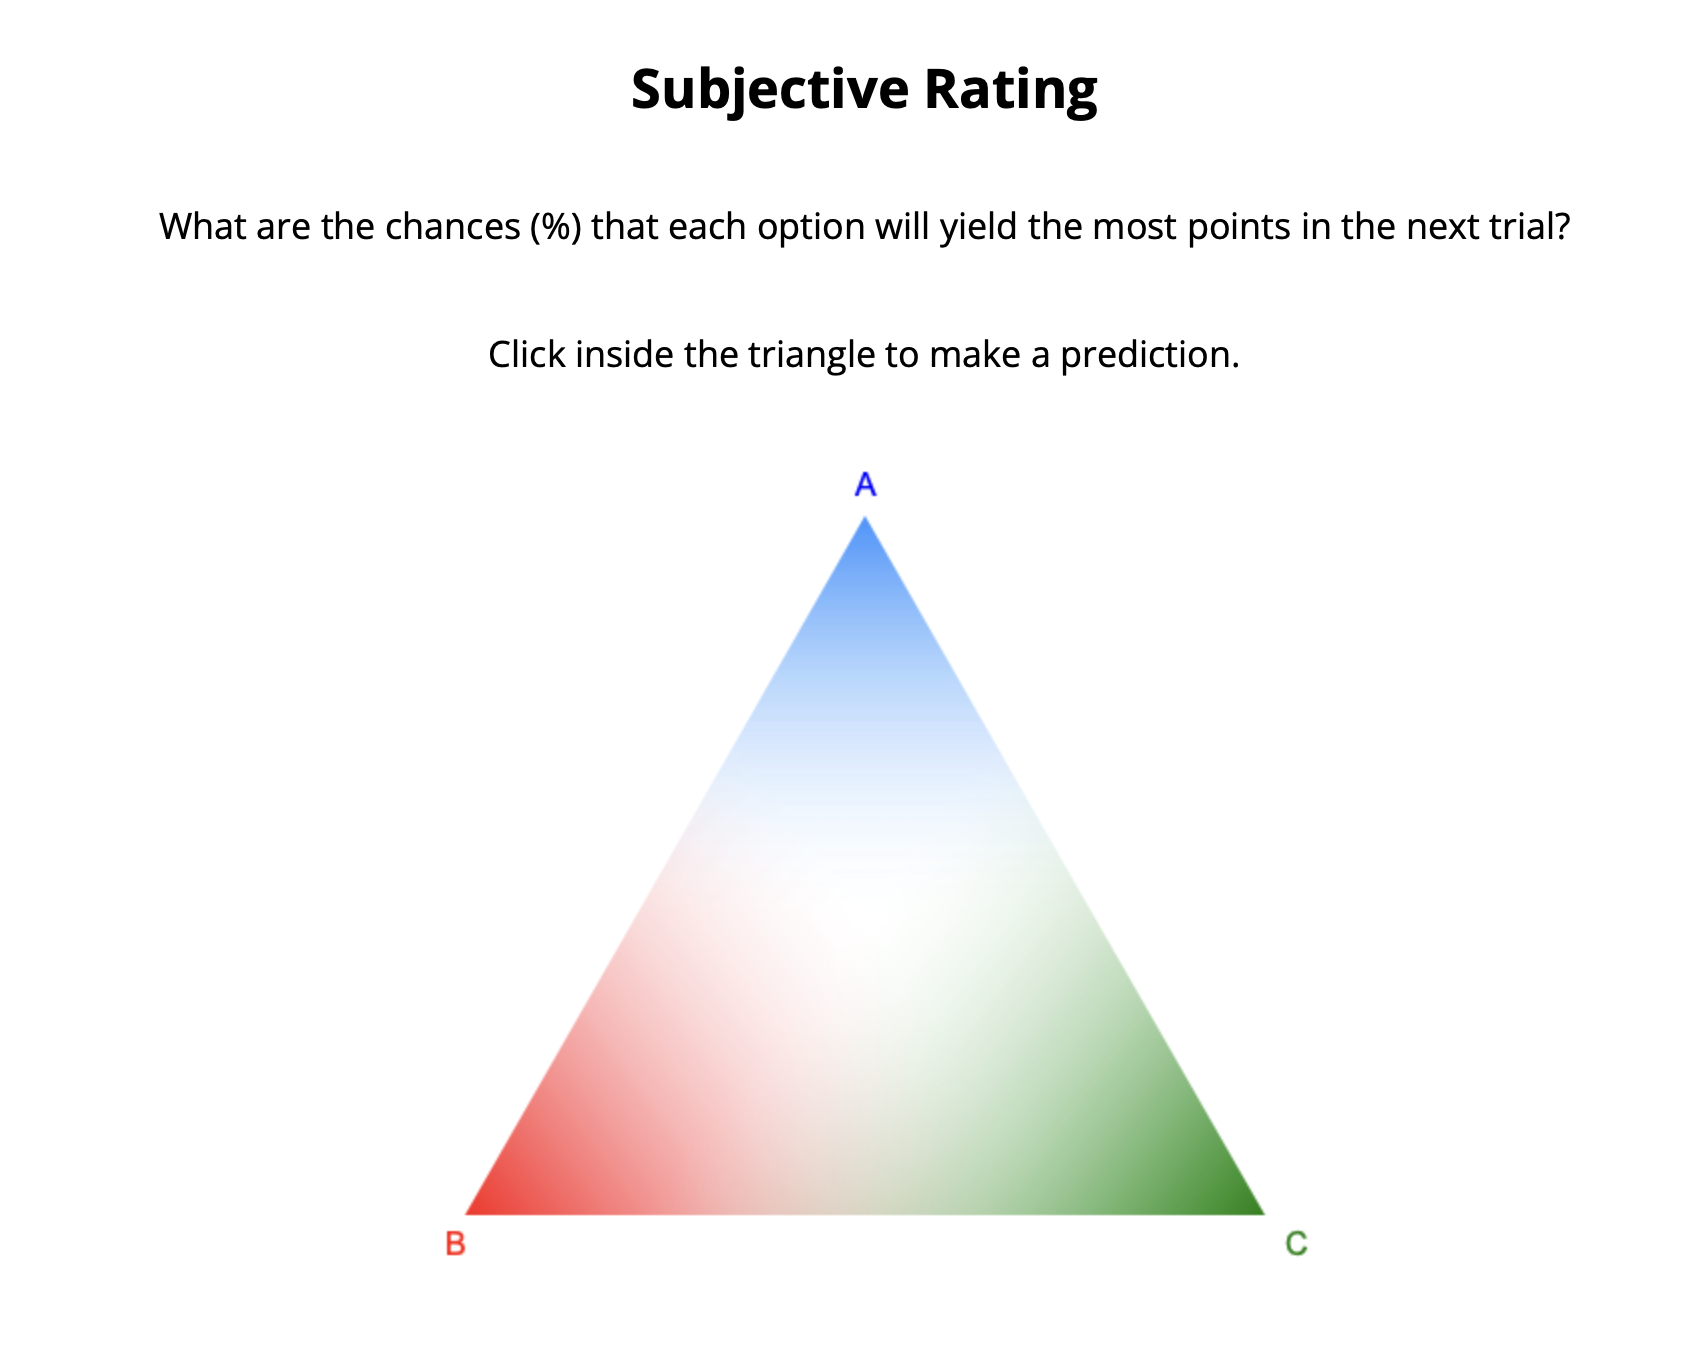 Subjective Rating
What are the chances (%) that each option will yield the most points in the next trial?
Click inside the triangle to make a prediction.
A
B
C